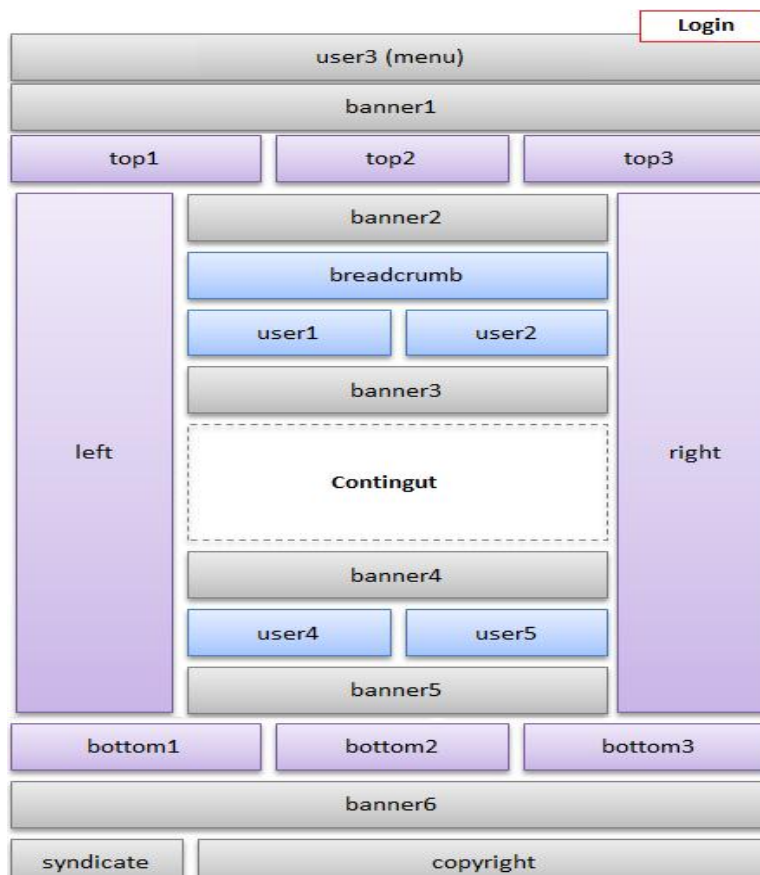 Login
user3 (menu)
banner1
top1 top2 top3
banner2
breadcrumb
user1 user2
banner3
left
right
Contingut
banner4
user4 user5
banner5
bottom1 bottom2 bottom3
banner6
syndicate copyright